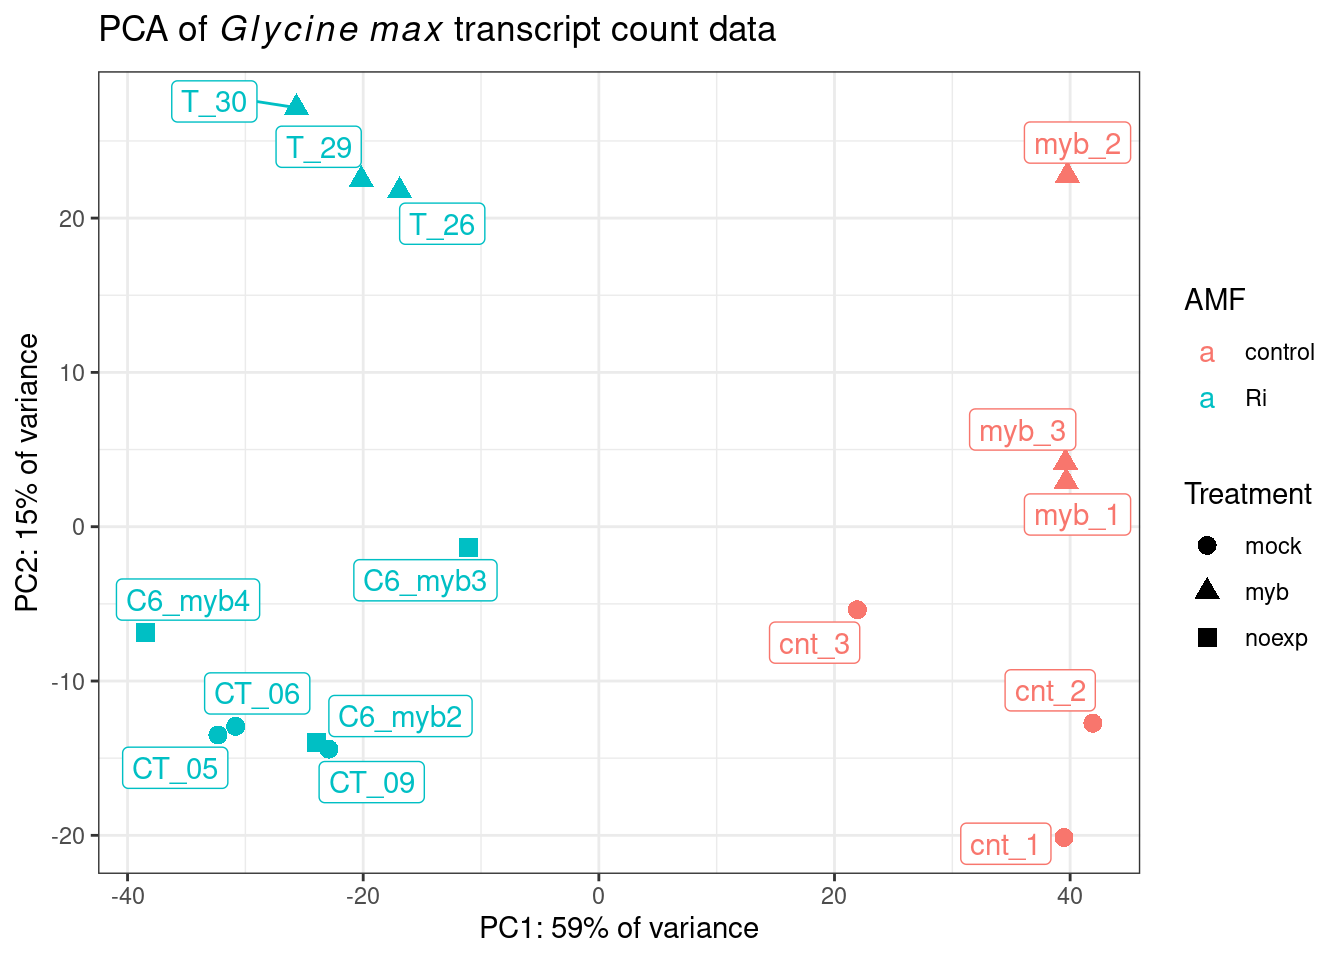 PCA of Glycine max transcript count data
T_30
T_29
T_26
myb_2
myb_3
myb_1
C6_myb3
C6_myb4
cnt_3
CT_06
cnt_2
C6_myb2
CT_05
CT_09
cnt_1
20
10
0
-10
-20
-40
-20
0
20
40
PC2: 15% of variance
PC1: 59% of variance
AMF
a control
a Ri
Treatment
mock
myb
noexp